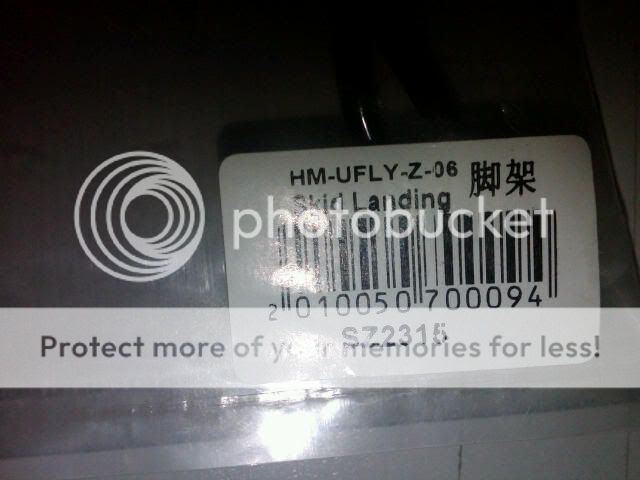 HM-UFLY-Z-06 脚架
Skid Landing
photobucket
2 010050 700094
Protect more of your memories for less!
SZ2315